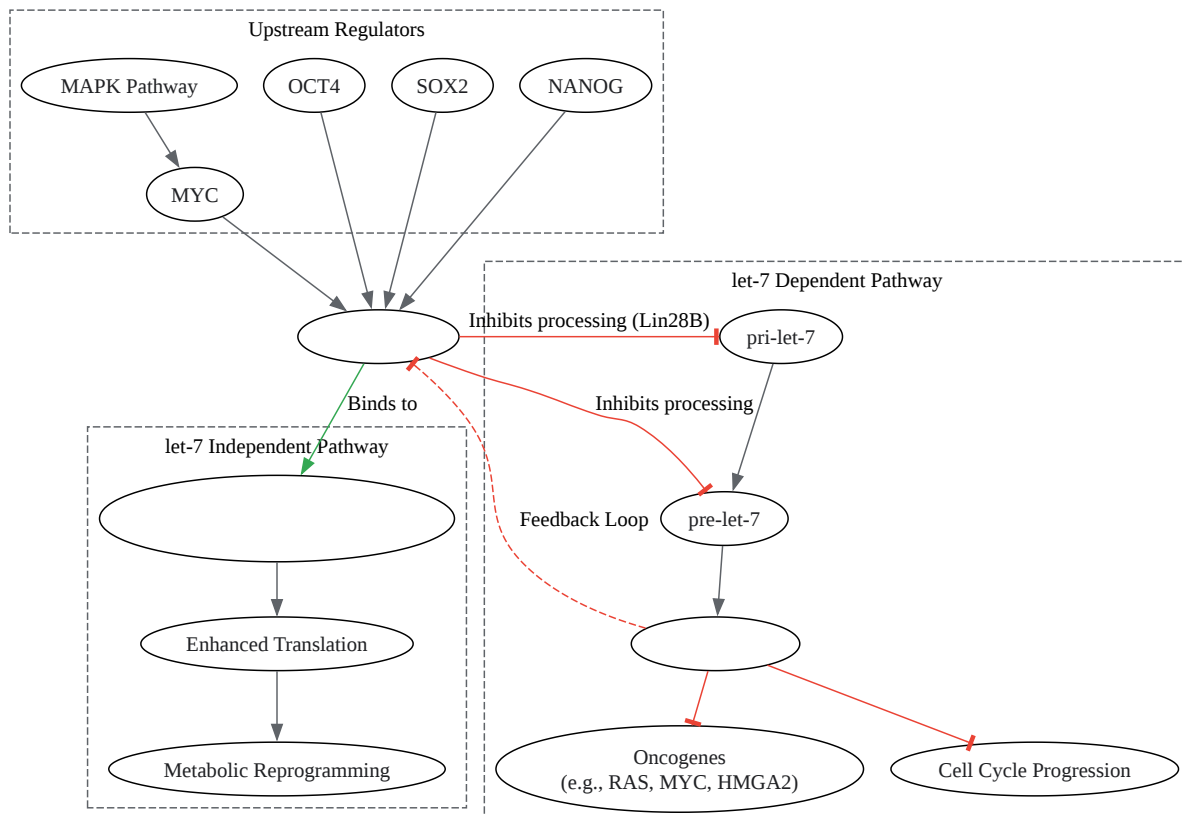 Upstream Regulators
MAPK Pathway
OCT4
SOX2
NANOG
MYC
let-7 Dependent Pathway
Inhibits processing (Lin28B)
pri-let-7
Binds to
Inhibits processing
let-7 Independent Pathway
Feedback Loop
pre-let-7
Enhanced Translation
Oncogenes
(e.g., RAS, MYC, HMGA2)
Metabolic Reprogramming
Cell Cycle Progression